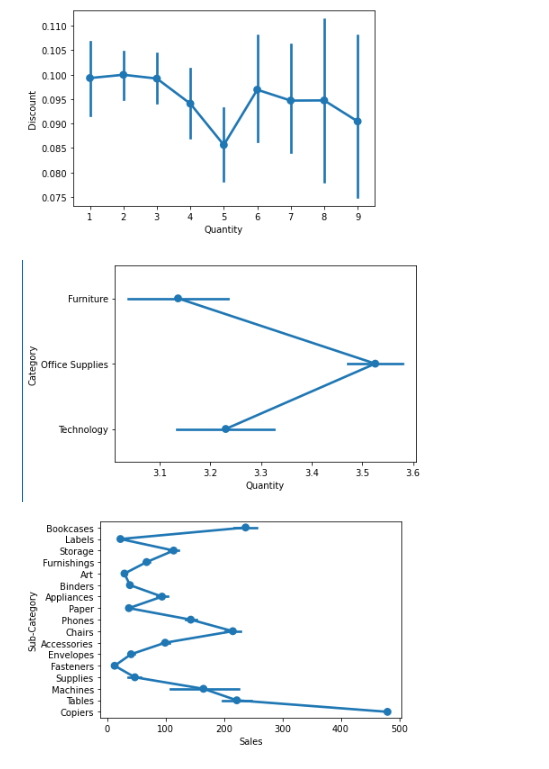 0.110
0.105
0.100
0.095
0.090
0.085
0.080
0.075
Discount
1 2 3 4 5 6 7 8 9
Quantity
Furniture
Office Supplies
Technology
Category
3.1 3.2 3.3 3.4 3.5 3.6
Quantity
Bookcases
Labels
Storage
Furnishings
Art
Binders
Appliances
Paper
Phones
Chairs
Accessories
Envelopes
Fasteners
Supplies
Machines
Tables
Copiers
Sub-Category
0 100 200 300 400 500
Sales